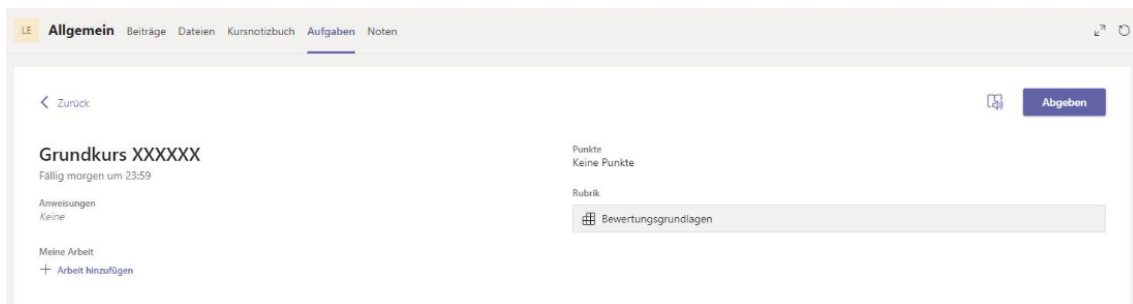 LE Allgemein Beiträge Dateien Kursnotizbuch Aufgaben Noten
Zurück
Abgeben
Grundkurs XXXXXX
Fällig morgen um 23:59
Anweisungen
Keine
Meine Arbeit
+ Arbeit hinzufügen
Punkte
Keine Punkte
Rubrik
Bewertungsgrundlagen